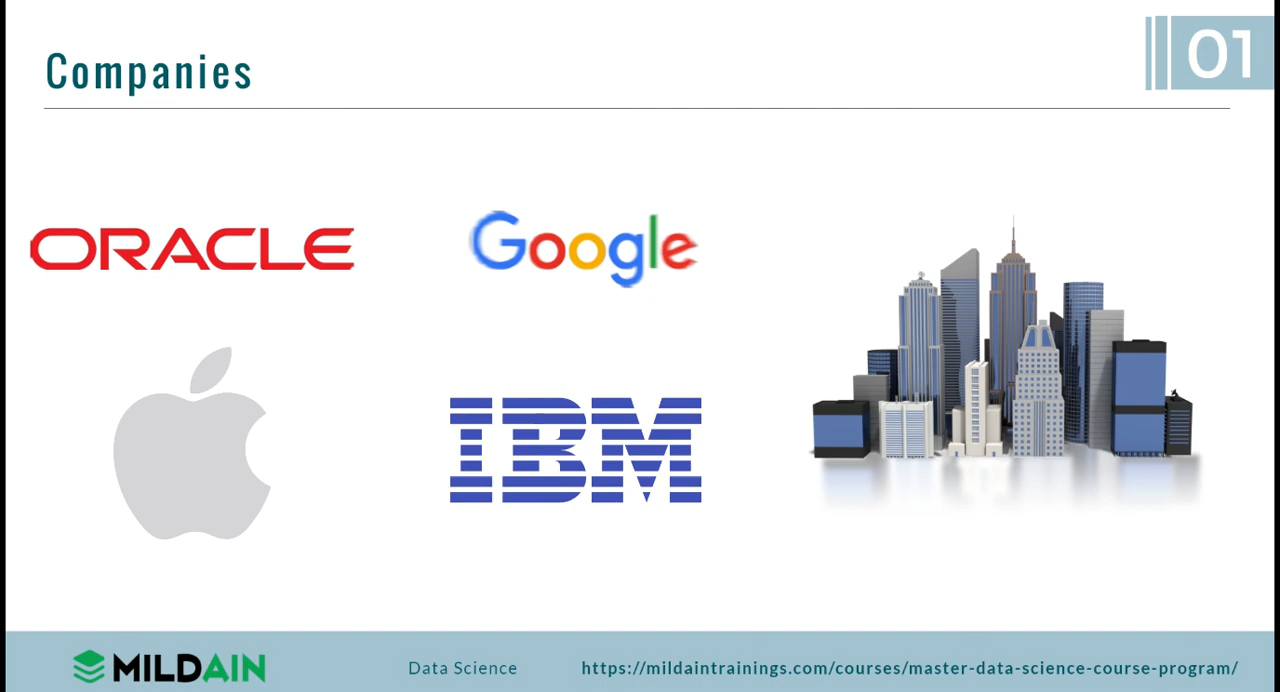 Companies
01
ORACLE
Google
IBM
MILDAIN
Data Science
https://mildaintrainings.com/courses/master-data-science-course-program/